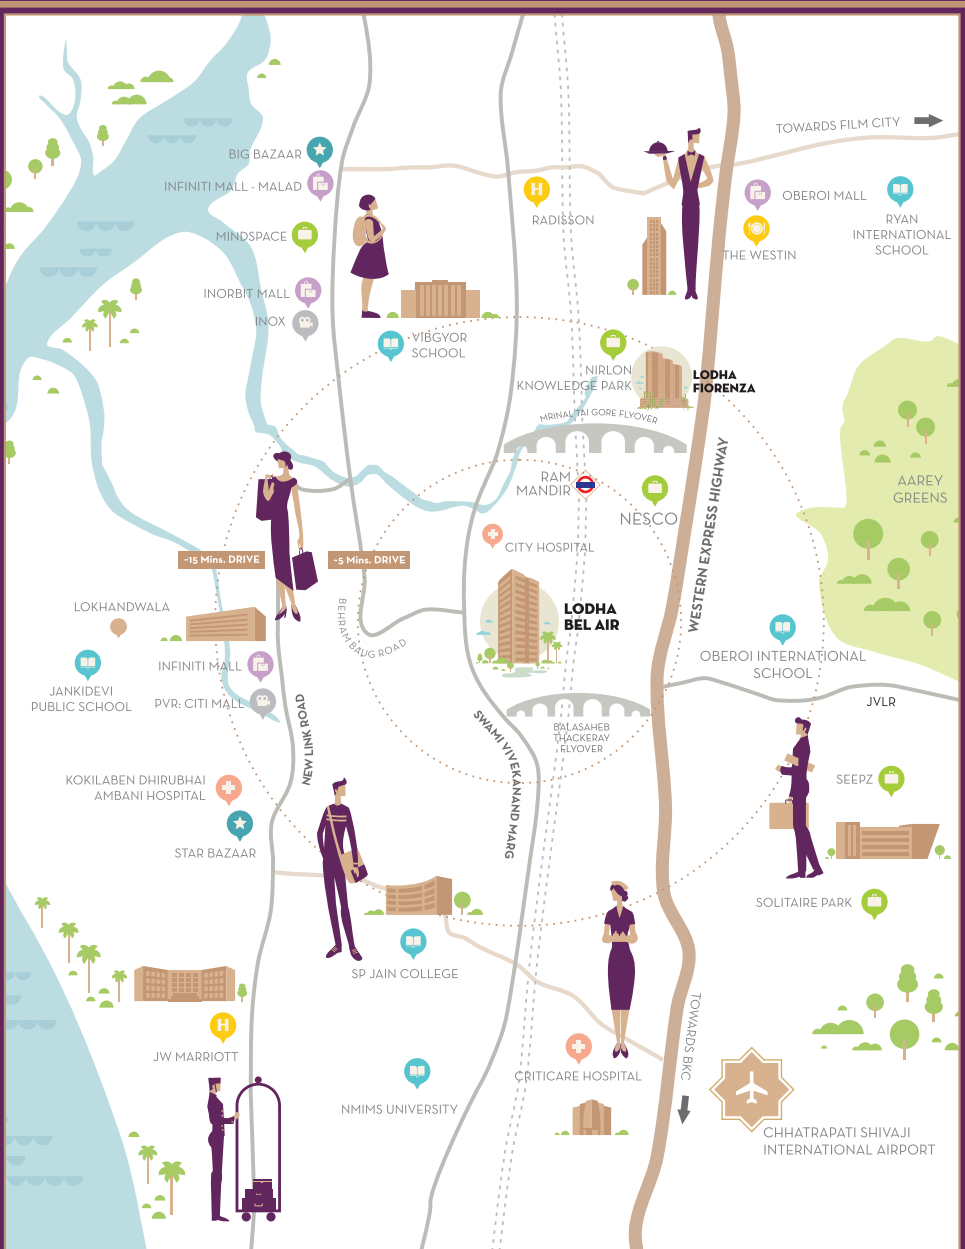 TOWARDS FILM CITY
BIG BAZAAR
INFINITI MALL - MALAD
MINDSPACE
INORBIT MALL
INOX
VIBGYOR
SCHOOL
H
RADISSON
OBEROI MALL
THE WESTIN
RYAN
INTERNATIONAL
SCHOOL
NIRLON
KNOWLEDGE PARK
LODHA
FIORENZA
MRINAL TAI GORE FLYOVER
RAM
MANDIR
NESCO
WESTERN EXPRESS HIGHWAY
AAREY
GREENS
CITY HOSPITAL
~15 Mins. DRIVE
~5 Mins. DRIVE
LOKHANDWALA
BEHRAMBAUG ROAD
LODHA
BEL AIR
JANKIDEVI
PUBLIC SCHOOL
INFINITI MALL
PVR: CITI MALL
OBEROI INTERNATIONAL
SCHOOL
JVLR
NEW LINK ROAD
SWAMI VIVEKANAND MARG
BALASAHEB
THACKERAY
FLYOVER
KOKILABEN DHIRUBHAI
AMBANI HOSPITAL
STAR BAZAAR
SEEPZ
SOLITAIRE PARK
SP JAIN COLLEGE
H
JW MARRIOTT
NMIMS UNIVERSITY
CRITICARE HOSPITAL
TOWARDS BKC
CHHATRAPATI SHIVAJI
INTERNATIONAL AIRPORT